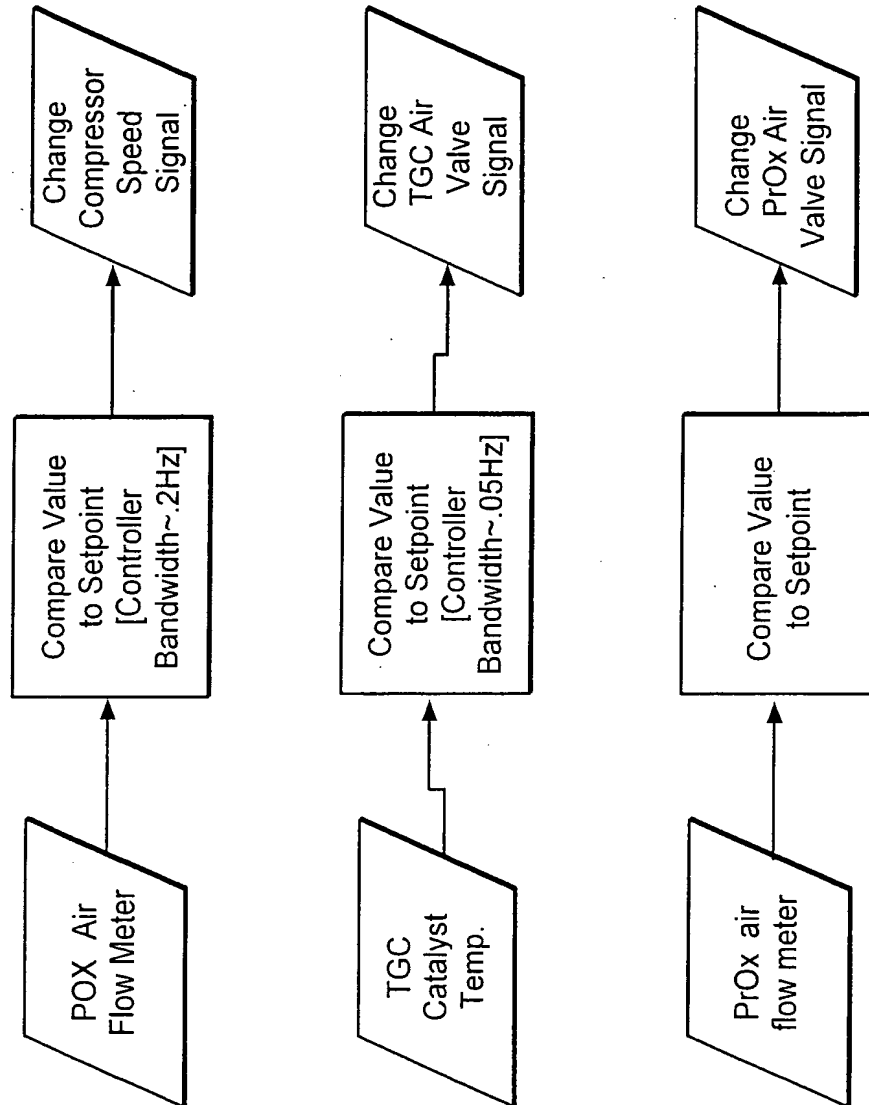 POX Air
Flow Meter
Compare Value
to Setpoint
[Controller
Bandwidth~.2Hz]
Change
Compressor
Speed
Signal
TGC
Catalyst
Temp.
Compare Value
to Setpoint
[Controller
Bandwidth~.05Hz]
Change
TGC Air
Valve
Signal
PrOx air
flow meter
Compare Value
to Setpoint
Change
PrOx Air
Valve Signal